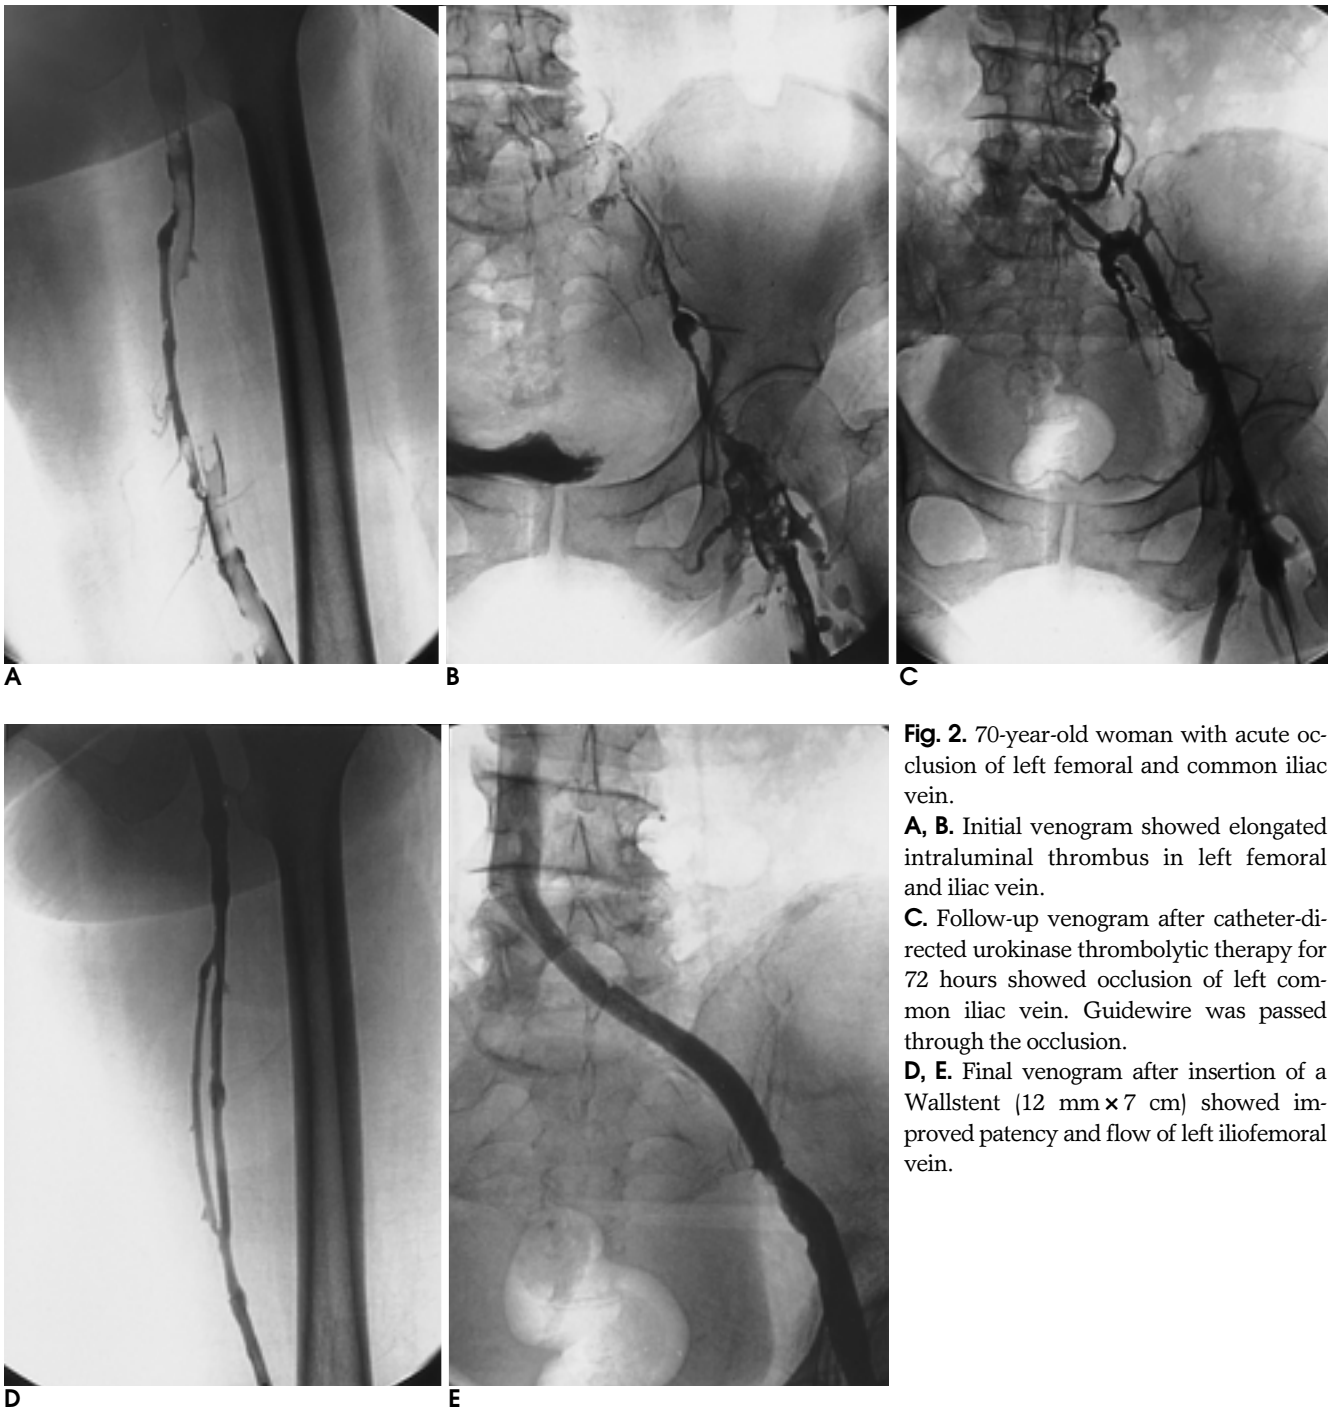 A
B
C
D
E
Fig. 2. 70-year-old woman with acute oc-
clusion of left femoral and common iliac
vein.
A, B. Initial venogram showed elongated
intraluminal thrombus in left femoral
and iliac vein.
C. Follow-up venogram after catheter-di-
rected urokinase thrombolytic therapy for
72 hours showed occlusion of left com-
mon iliac vein. Guidewire was passed
through the occlusion.
D, E. Final venogram after insertion of a
Wallstent (12 mm × 7 cm) showed im-
proved patency and flow of left iliofemoral
vein.